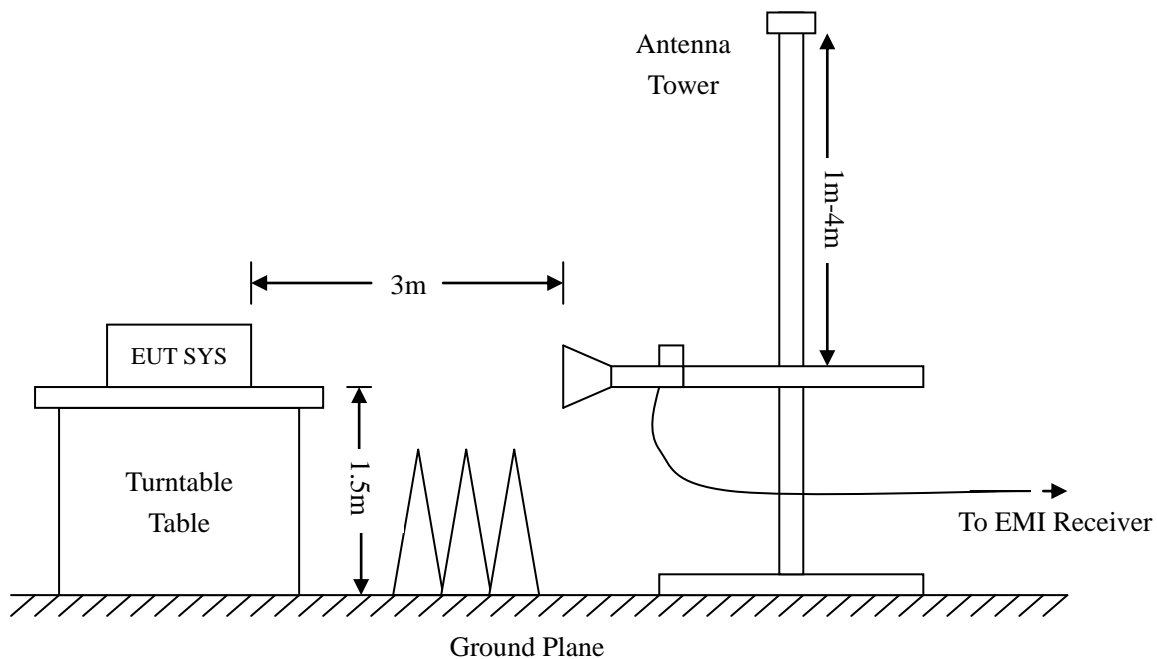 Antenna
Tower
1m-4m
3m
EUT SYS
1.5m
Turntable
Table
To EMI Receiver
Ground Plane